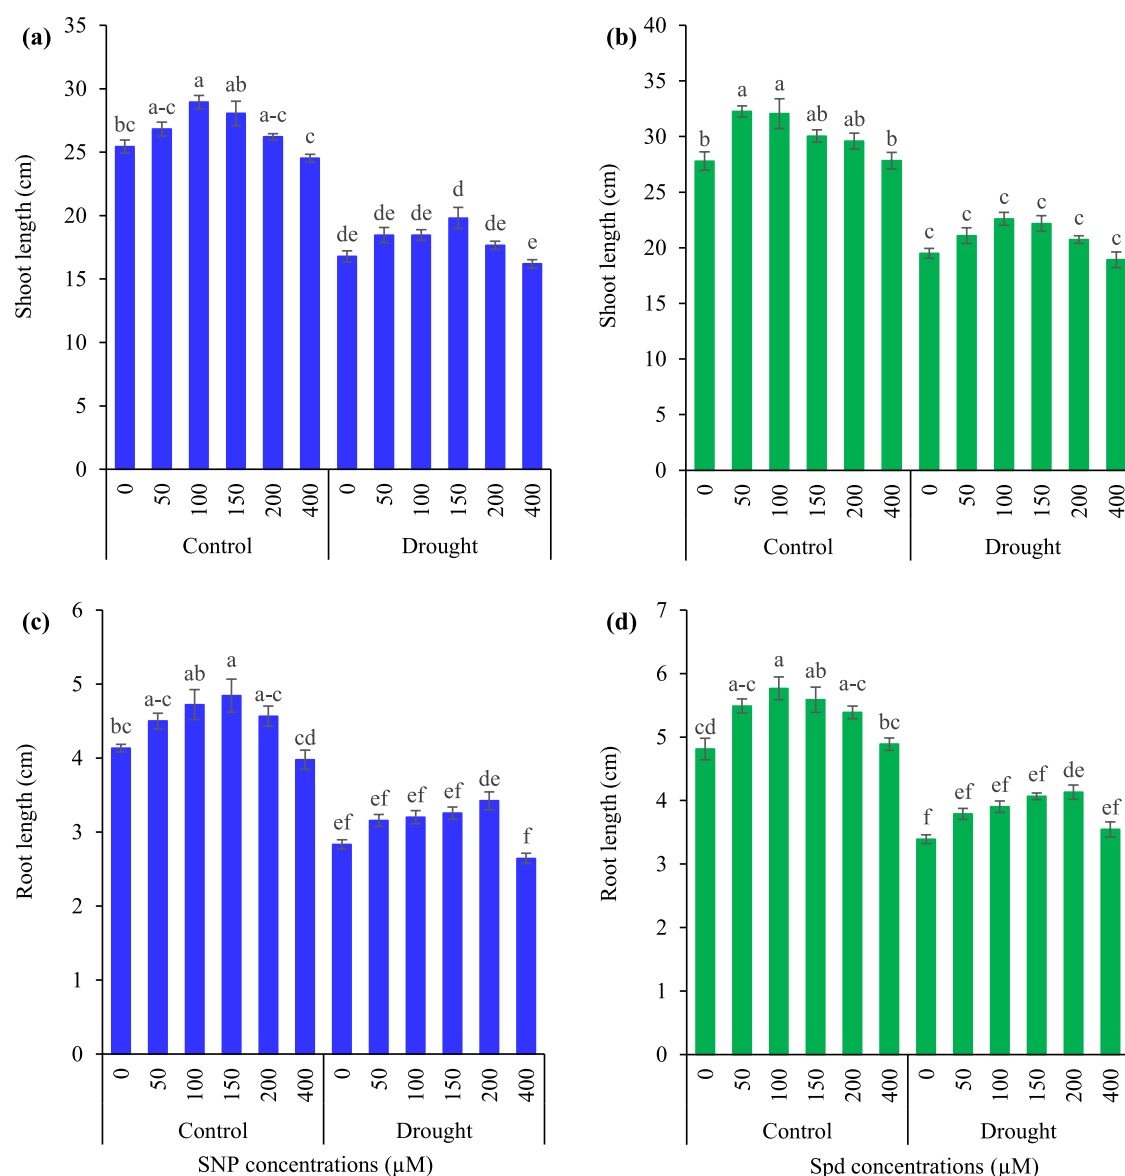 (a)
Shoot length (cm)
35
30
25
20
15
10
5
0
bc a-c a ab a-c c de de de d de e
0 50 100 150 200 400 0 50 100 150 200 400
Control Drought
(b)
Shoot length (cm)
40
35
30
25
20
15
10
5
0
b a a ab ab b c c c c c c
0 50 100 150 200 400 0 50 100 150 200 400
Control Drought
(c)
Root length (cm)
6
5
4
3
2
1
0
bc a-c ab a a-c cd ef ef ef ef de f
0 50 100 150 200 400 0 50 100 150 200 400
Control Drought
SNP concentrations (µM)
(d)
Root length (cm)
7
6
5
4
3
2
1
0
cd a-c a ab a-c bc f ef ef ef de ef
0 50 100 150 200 400 0 50 100 150 200 400
Control Drought
Spd concentrations (µM)